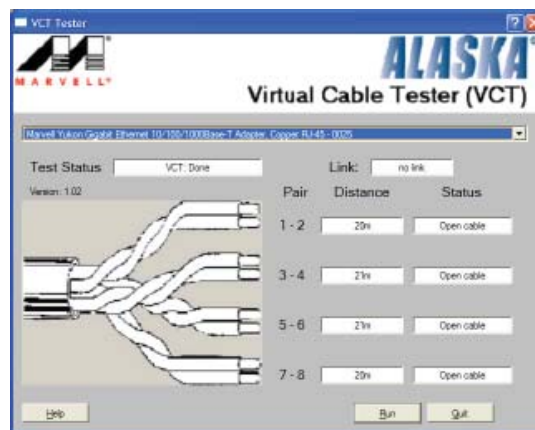 VCT Tester
MARVELL®
ALASKA®
Virtual Cable Tester (VCT)
Marvell Yukon Gigabit Ethernet 10/100/1000Base-T Adapter, Copper RJ-45 - 0025
Test Status VCT: Done Link: no link
Version: 1.02
Pair Distance Status
1 - 2 20m Open cable
3 - 4 21m Open cable
5 - 6 21m Open cable
7 - 8 20m Open cable
Help Run Quit